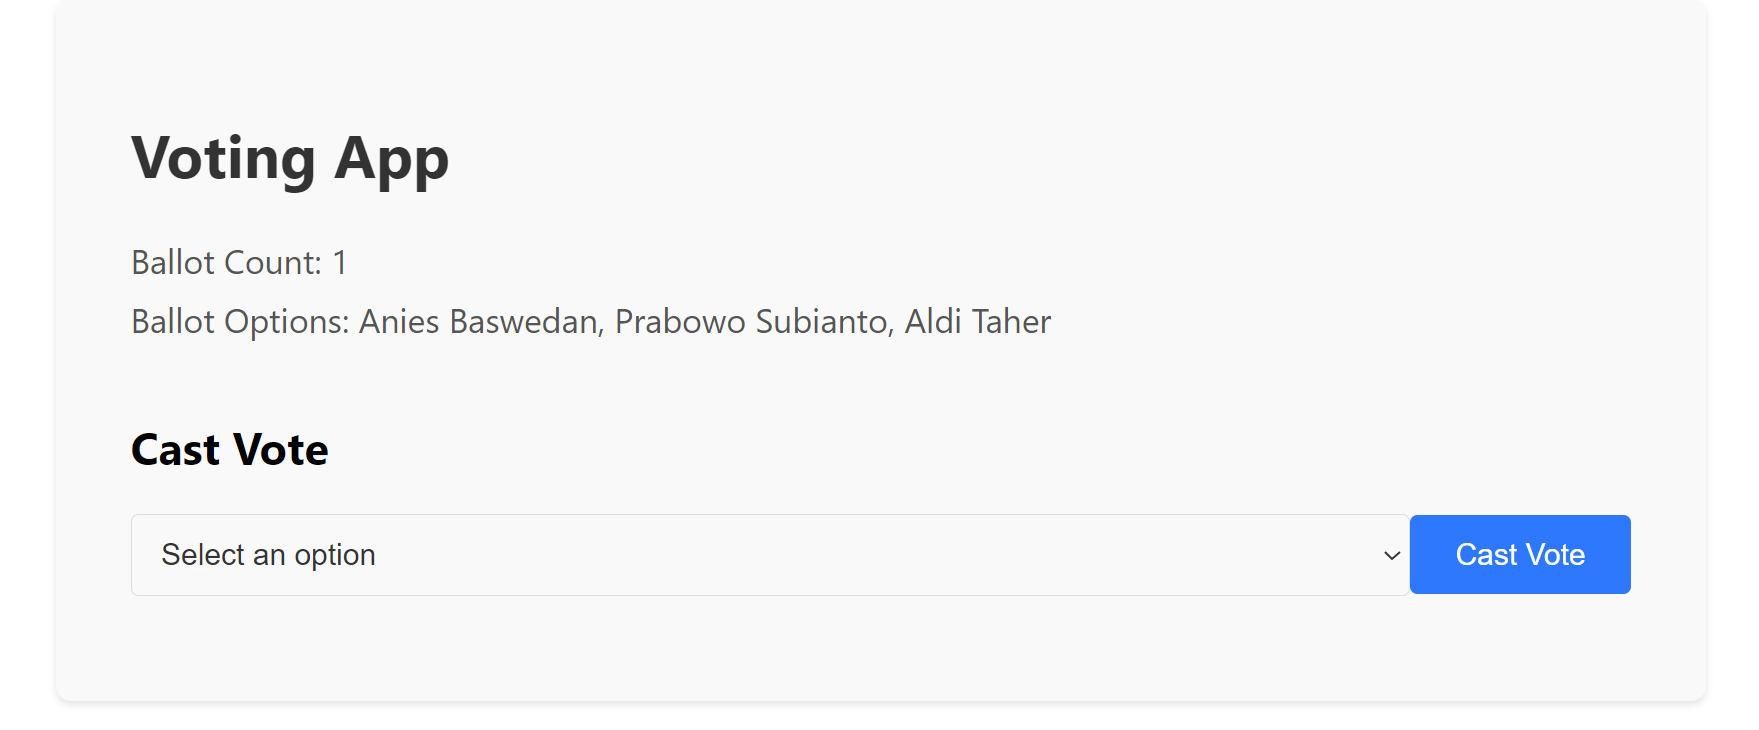 Voting App
Ballot Count: 1
Ballot Options: Anies Baswedan, Prabowo Subianto, Aldi Taher
Cast Vote
Select an option
Cast Vote